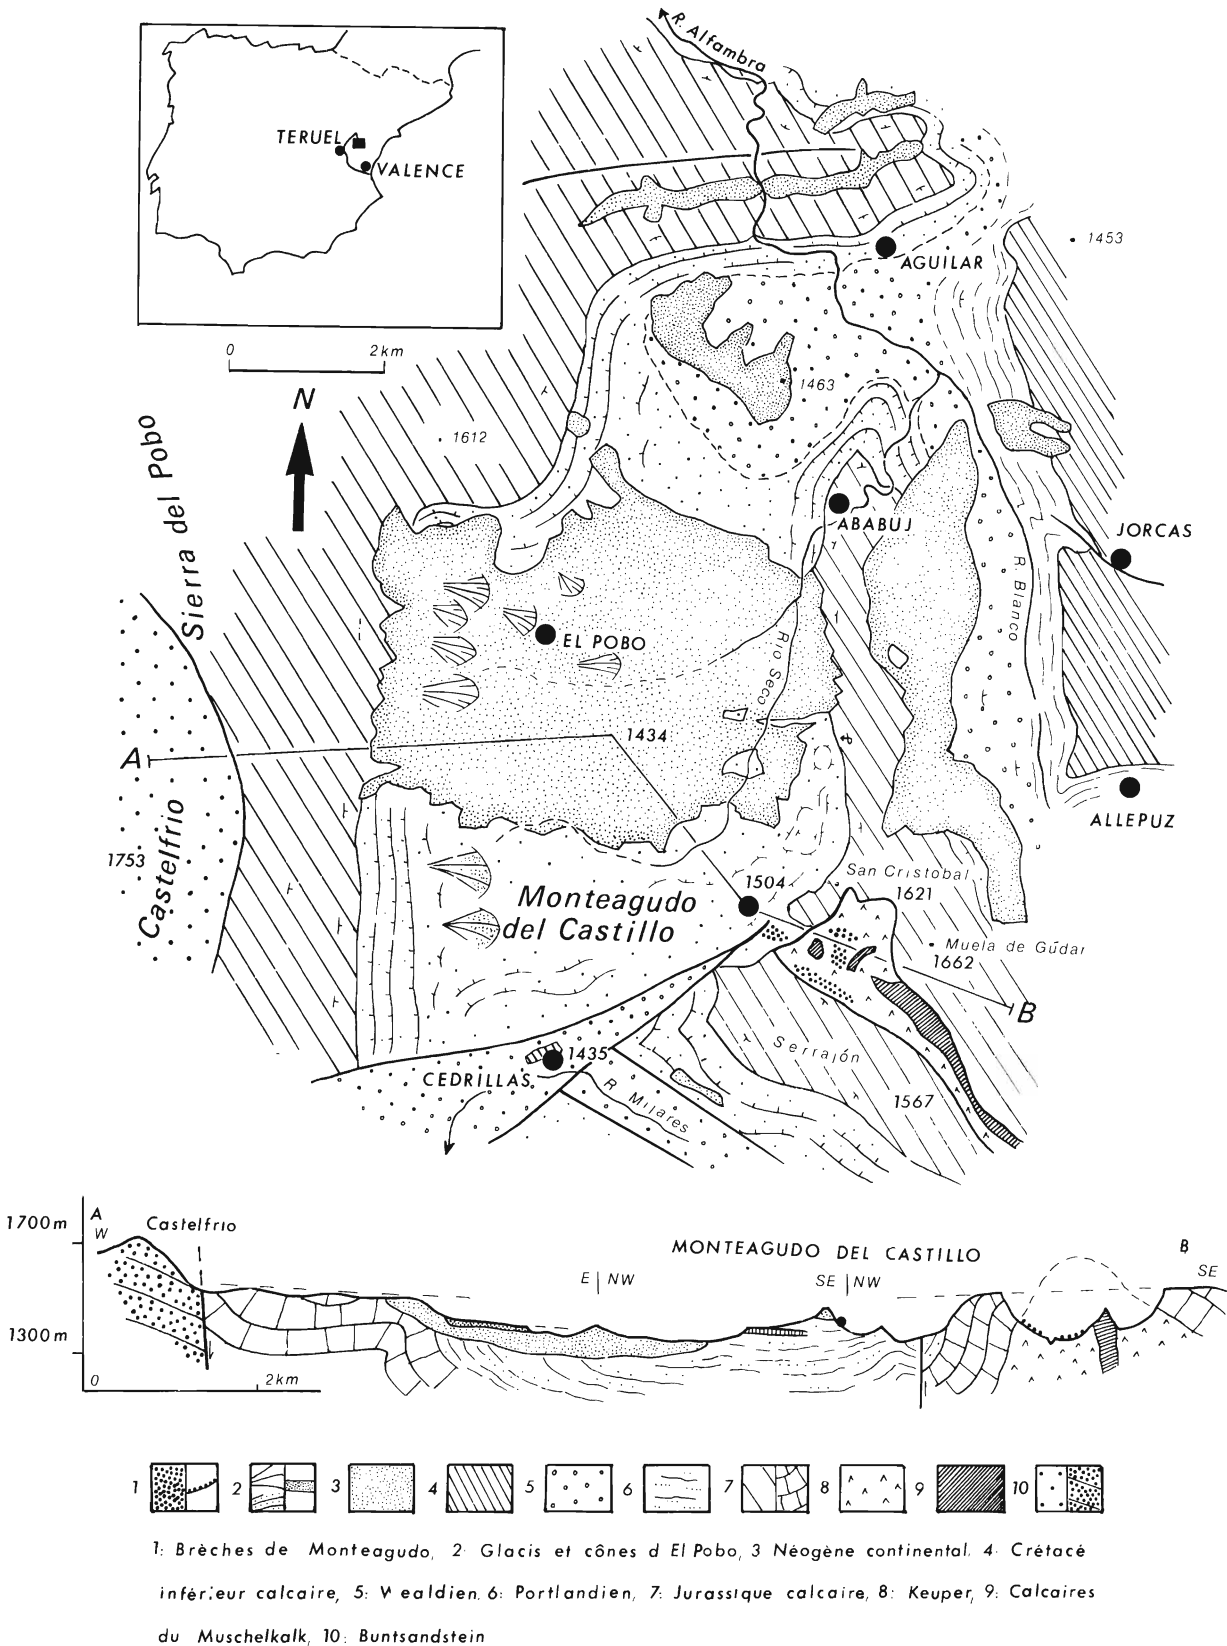 R. Alfambra
TERUEL
VALENCE
0 2 km
N
AGUILAR
1453
1463
1612
Sierra del Pobo
ABABUJ
JORCAS
R Blanco
EL POBO
Rio Seco
1434
A
Castelfrio
1753
ALLEPUZ
San Cristobal
1621
1504
Monteagudo
del Castillo
Muela de Gúdar
1662
B
Serrajón
1435
CEDRILLAS
R Mijares
1567
1700 m
A
W
Castelfrio
MONTEAGUDO DEL CASTILLO
B
SE
E | NW
SE | NW
1300 m
0 2km
1 2 3 4 5 6 7 8 9 10
1: Brèches de Monteagudo, 2· Glacis et cônes d El Pobo, 3 Néogène continental. 4· Crétacé
inférieur calcaire, 5: Wealdien. 6: Portlandien, 7: Jurassique calcaire, 8: Keuper, 9: Calcaires
du Muschelkalk, 10: Buntsandstein